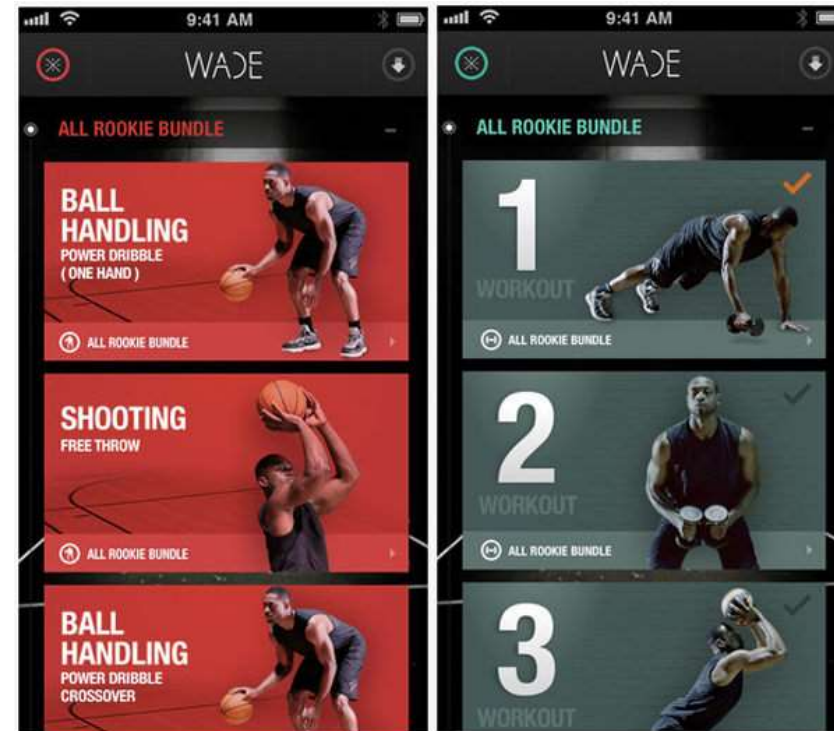 9:41 AM
WADE
ALL ROOKIE BUNDLE
BALL
HANDLING
POWER DRIBBLE
( ONE HAND )
ALL ROOKIE BUNDLE
SHOOTING
FREE THROW
ALL ROOKIE BUNDLE
BALL
HANDLING
POWER DRIBBLE
CROSSOVER
9:41 AM
WADE
ALL ROOKIE BUNDLE
1
WORKOUT
ALL ROOKIE BUNDLE
2
WORKOUT
ALL ROOKIE BUNDLE
3
WORKOUT